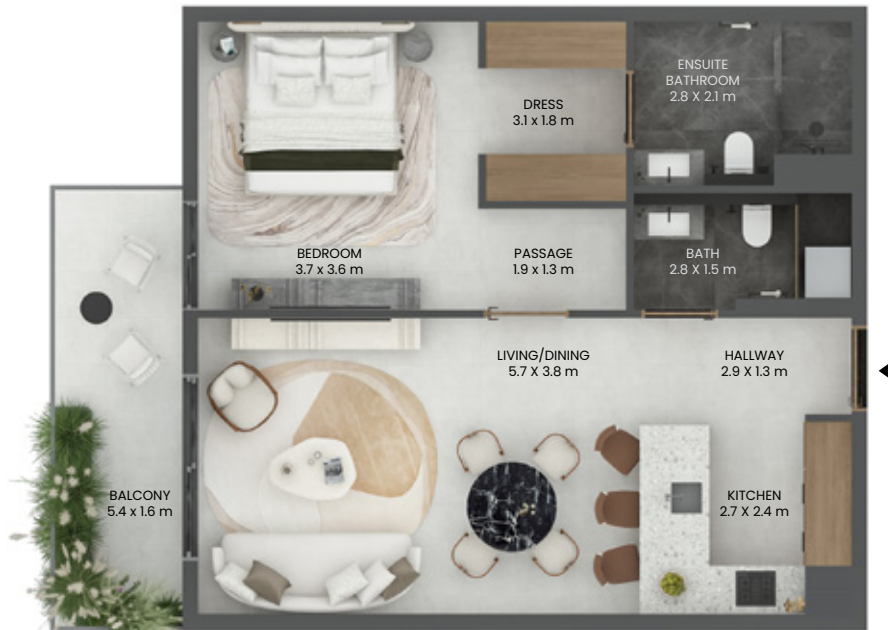 ENSUITE
BATHROOM
2.8 X 2.1 m
DRESS
3.1 x 1.8 m
BEDROOM
3.7 x 3.6 m
PASSAGE
1.9 x 1.3 m
BATH
2.8 X 1.5 m
LIVING/DINING
5.7 X 3.8 m
HALLWAY
2.9 X 1.3 m
BALCONY
5.4 x 1.6 m
KITCHEN
2.7 X 2.4 m